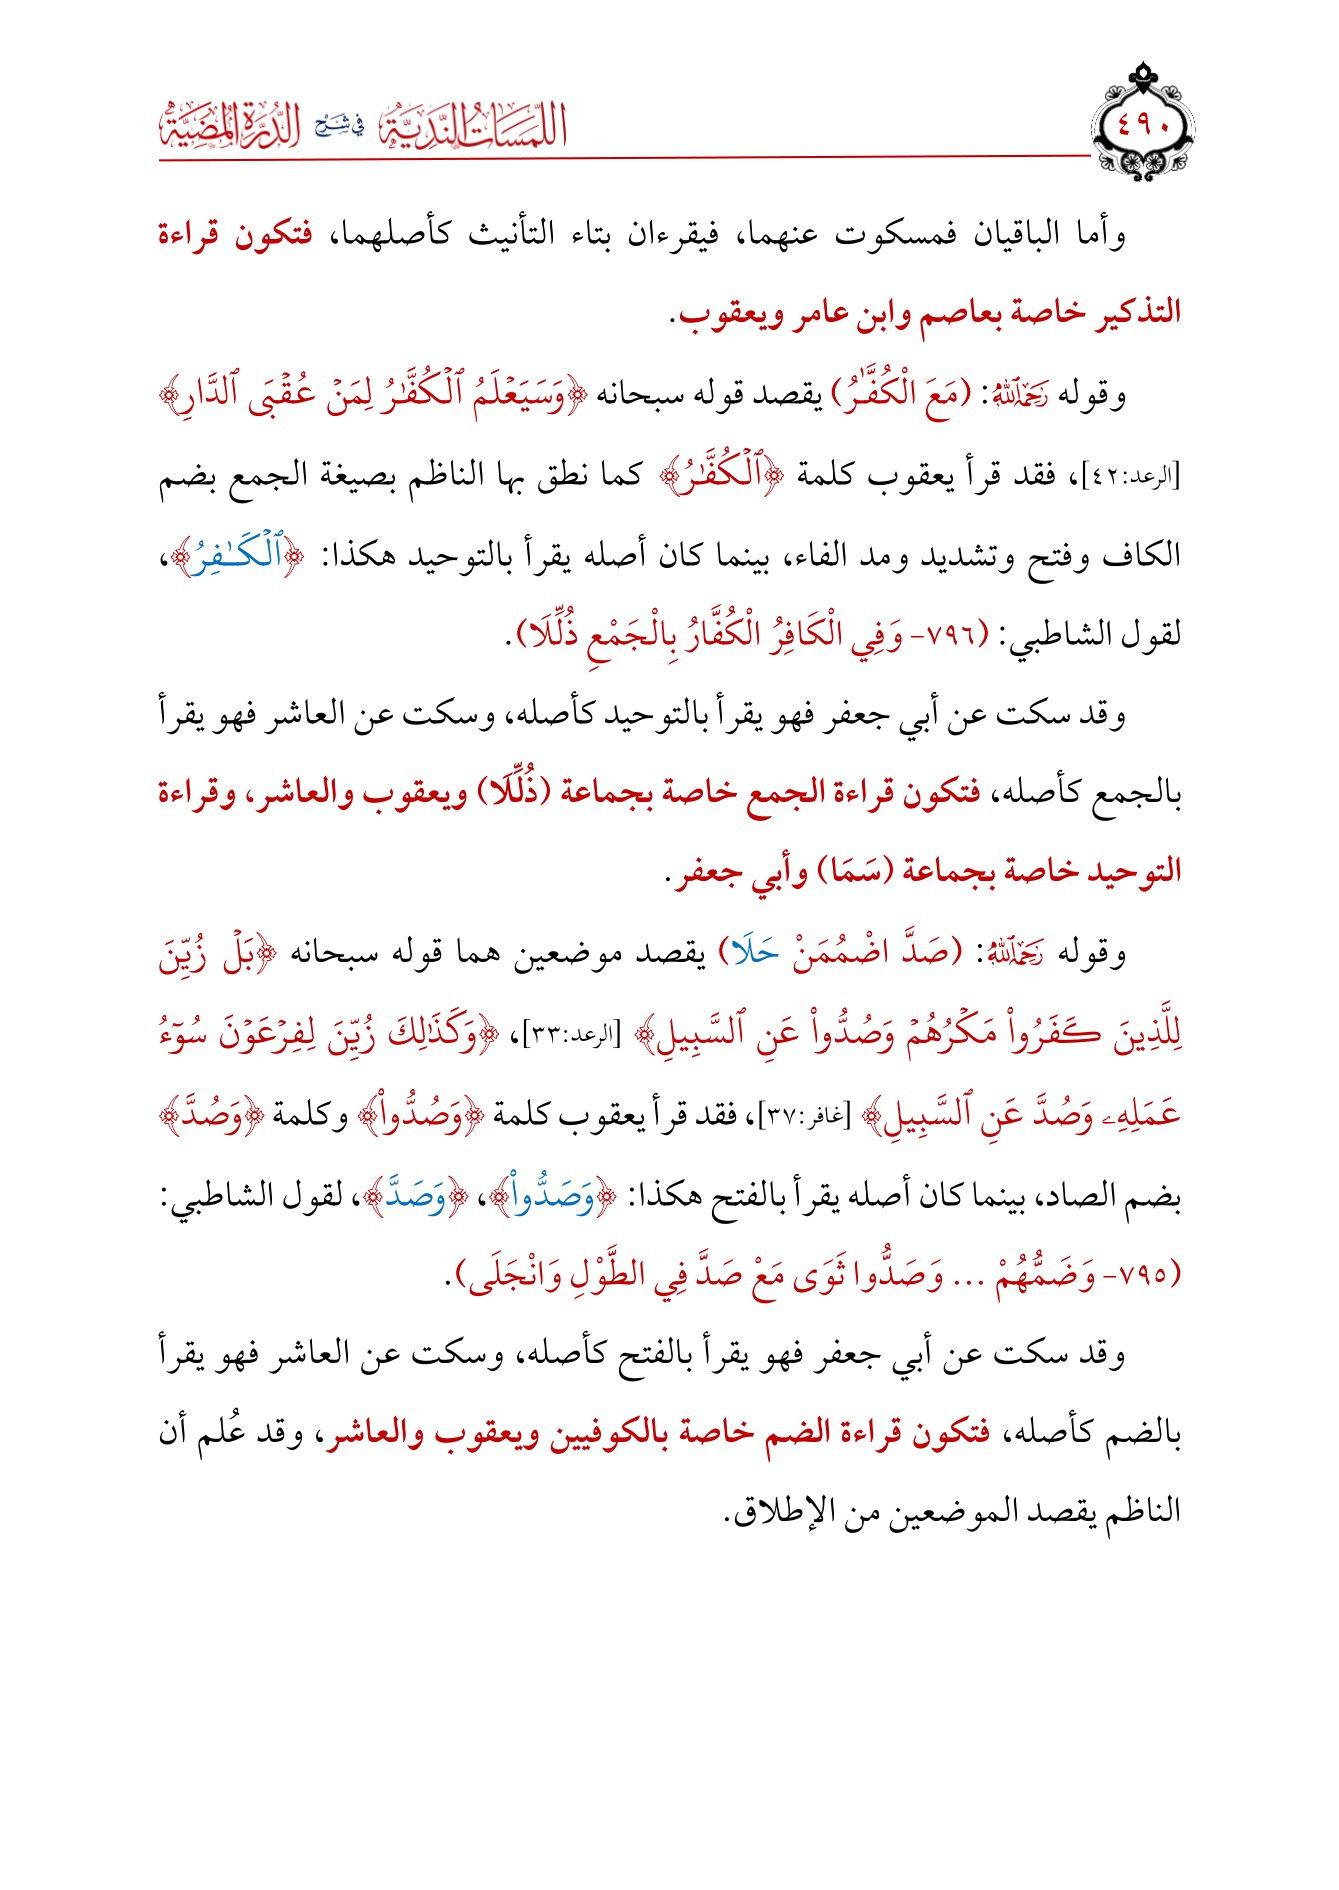 ٤٩٠
اللمسات الندية في شرح الدرة المضية
وأما الباقيان فمسكوت عنهما، فيقرءان بتاء التأنيث كأصلهما، فتكون قراءة
التذكير خاصة بعاصم وابن عامر ويعقوب.
وقوله رَحِمَهُ ٱللَّهُ: (مَعَ الْكُفَّـٰرُ) يقصد قوله سبحانه ﴿وَسَيَعْلَمُ ٱلْكُفَّـٰرُ لِمَنْ عُقْبَى ٱلدَّارِ﴾
[الرعد:٤٢]، فقد قرأ يعقوب كلمة ﴿ٱلْكُفَّـٰرُ﴾ كما نطق بها الناظم بصيغة الجمع بضم
الكاف وفتح وتشديد ومد الفاء، بينما كان أصله يقرأ بالتوحيد هكذا: ﴿ٱلْكَـٰفِرُ﴾،
لقول الشاطبي: (٧٩٦- وَفِي الْكَافِرُ الْكُفَّارُ بِالْجَمْعِ ذُلِّلَا).
وقد سكت عن أبي جعفر فهو يقرأ بالتوحيد كأصله، وسكت عن العاشر فهو يقرأ
بالجمع كأصله، فتكون قراءة الجمع خاصة بجماعة (ذُلِّلَا) ويعقوب والعاشر، وقراءة
التوحيد خاصة بجماعة (سَمَا) وأبي جعفر.
وقوله رَحِمَهُ ٱللَّهُ: (صَدَّ اضْمُمَنْ حَلَا) يقصد موضعين هما قوله سبحانه ﴿بَلْ زُيِّنَ
لِلَّذِينَ كَفَرُواْ مَكْرُهُمْ وَصُدُّواْ عَنِ ٱلسَّبِيلِ﴾ [الرعد:٣٣]، ﴿وَكَذَٰلِكَ زُيِّنَ لِفِرْعَوْنَ سُوٓءُ
عَمَلِهِۦ وَصُدَّ عَنِ ٱلسَّبِيلِ﴾ [غافر:٣٧]، فقد قرأ يعقوب كلمة ﴿وَصُدُّواْ﴾ وكلمة ﴿وَصُدَّ﴾
بضم الصاد، بينما كان أصله يقرأ بالفتح هكذا: ﴿وَصَدُّواْ﴾، ﴿وَصَدَّ﴾، لقول الشاطبي:
(٧٩٥- وَضَمُّهُمْ ... وَصَدُّوا ثَوَى مَعْ صَدَّ فِي الطَّوْلِ وَانْجَلَى).
وقد سكت عن أبي جعفر فهو يقرأ بالفتح كأصله، وسكت عن العاشر فهو يقرأ
بالضم كأصله، فتكون قراءة الضم خاصة بالكوفيين ويعقوب والعاشر، وقد عُلم أن
الناظم يقصد الموضعين من الإطلاق.